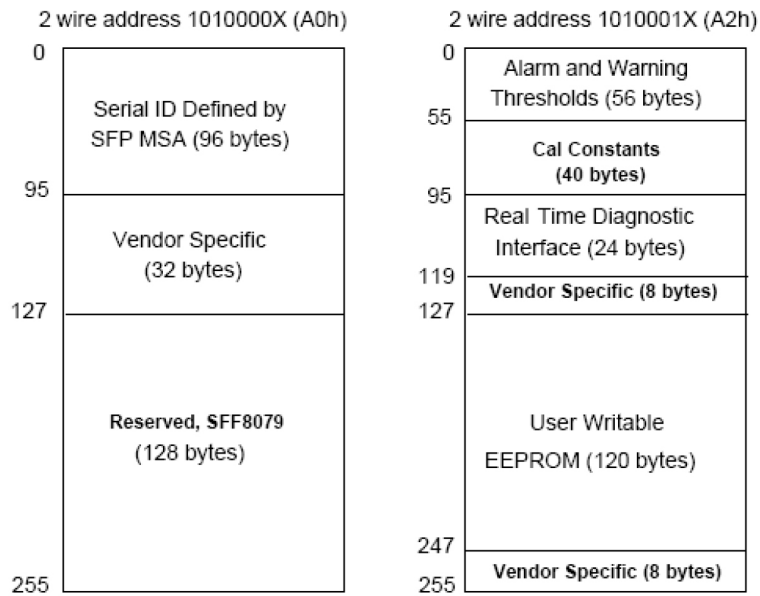 2 wire address 1010000X (A0h)
0
Serial ID Defined by
SFP MSA (96 bytes)
95
Vendor Specific
(32 bytes)
127
Reserved, SFF8079
(128 bytes)
255
2 wire address 1010001X (A2h)
0
Alarm and Warning
Thresholds (56 bytes)
55
Cal Constants
(40 bytes)
95
Real Time Diagnostic
Interface (24 bytes)
119
Vendor Specific (8 bytes)
127
User Writable
EEPROM (120 bytes)
247
Vendor Specific (8 bytes)
255